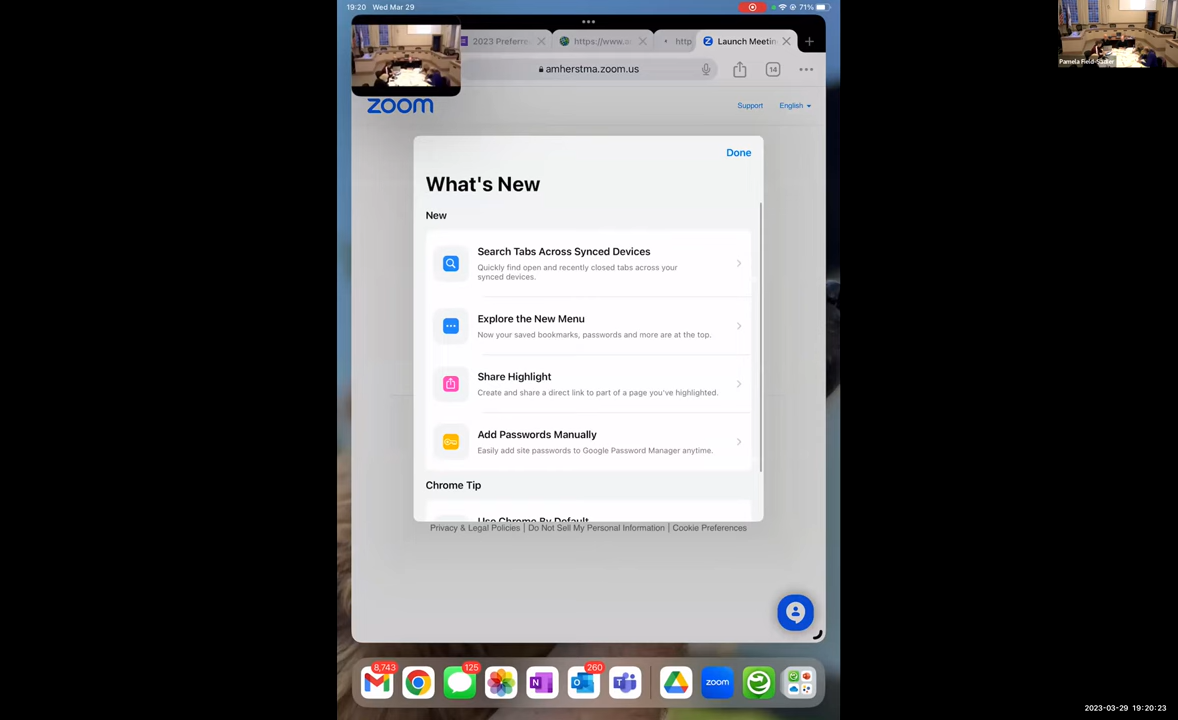 19:20 Wed Mar 29
71%
2023 Preferre
https://www.a
http
Launch Meetin
amherstma.zoom.us
14
Pamela Field-Sadler
zoom
Support
English
Done
What's New
New
Search Tabs Across Synced Devices
Quickly find open and recently closed tabs across your
synced devices.
Explore the New Menu
Now your saved bookmarks, passwords and more are at the top.
Share Highlight
Create and share a direct link to part of a page you've highlighted.
Add Passwords Manually
Easily add site passwords to Google Password Manager anytime.
Chrome Tip
Use Chrome By Default
Privacy & Legal Policies | Do Not Sell My Personal Information | Cookie Preferences
8,743
125
260
zoom
2023-03-29 19:20:23